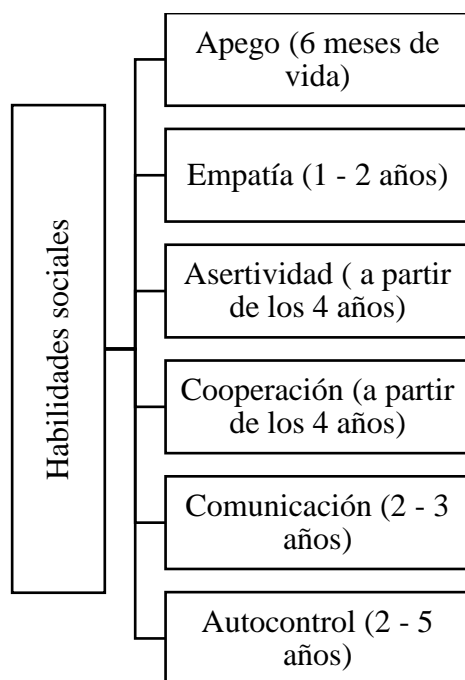 Habilidades sociales
Apego (6 meses de
vida)
Empatía (1 - 2 años)
Asertividad ( a partir
de los 4 años)
Cooperación (a partir
de los 4 años)
Comunicación (2 - 3
años)
Autocontrol (2 - 5
años)